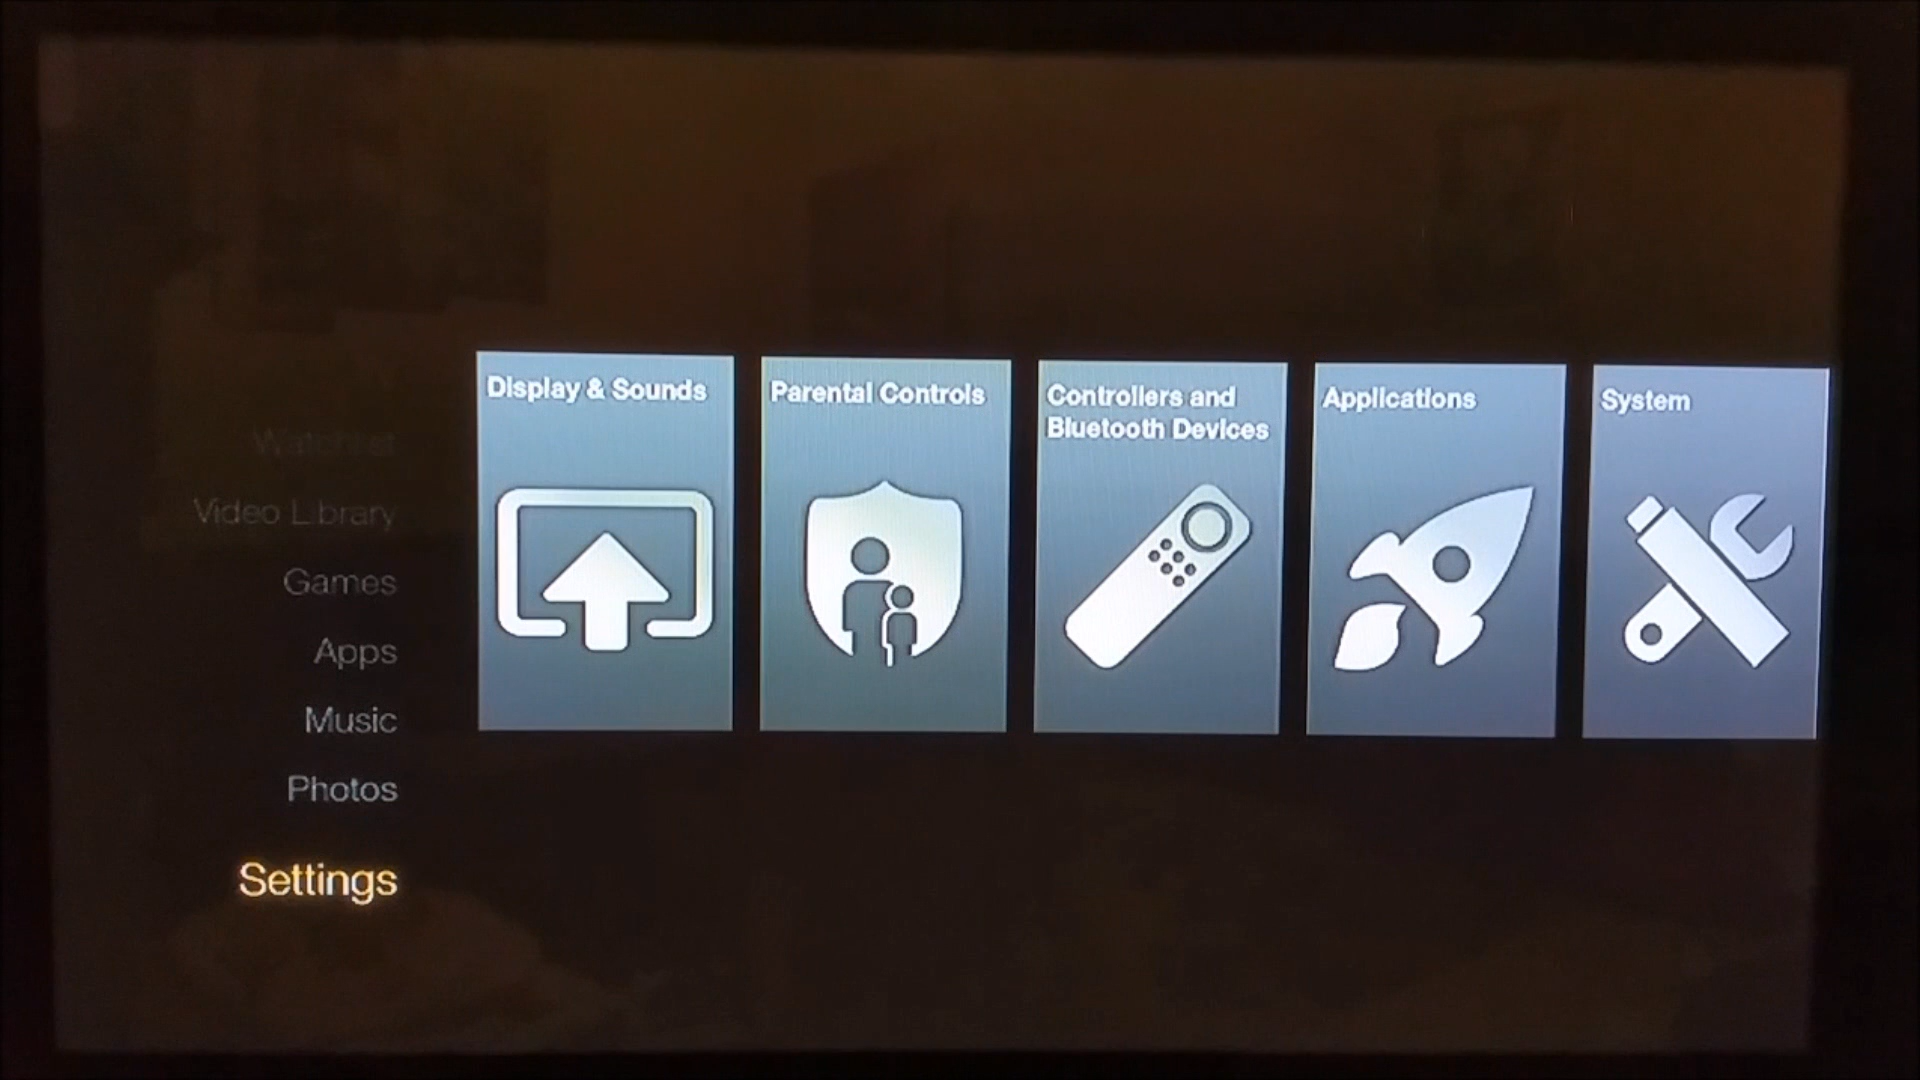 Watchlist
Video Library
Games
Apps
Music
Photos
Settings
Display & Sounds
Parental Controls
Controllers and
Bluetooth Devices
Applications
System